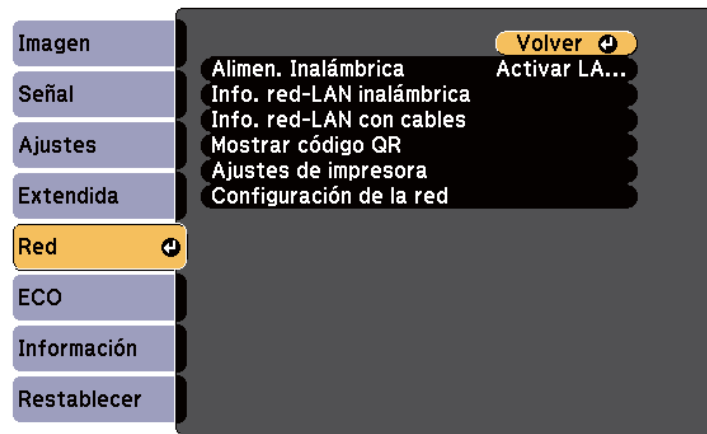 Imagen
Señal
Ajustes
Extendida
Red
ECO
Información
Restablecer
Volver
Alimen. Inalámbrica Activar LA...
Info. red-LAN inalámbrica
Info. red-LAN con cables
Mostrar código QR
Ajustes de impresora
Configuración de la red